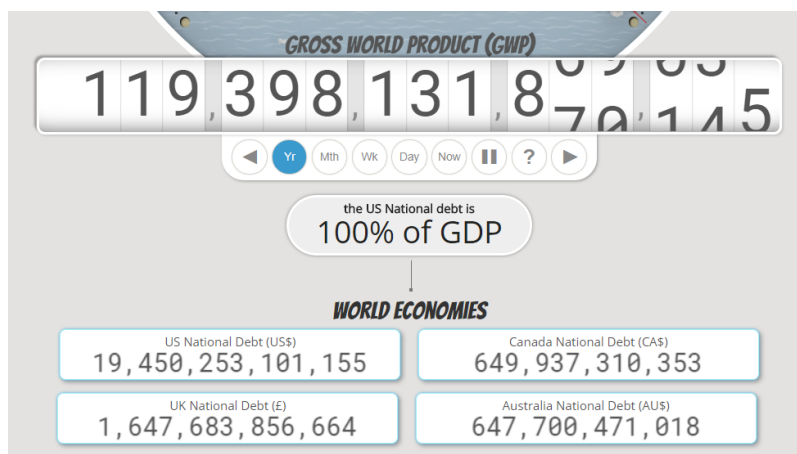 GROSS WORLD PRODUCT (GWP)
119,398,131,8
Yr Mth Wk Day Now ?
the US National debt is
100% of GDP
WORLD ECONOMIES
US National Debt (US$)
19,450,253,101,155
Canada National Debt (CA$)
649,937,310,353
UK National Debt (£)
1,647,683,856,664
Australia National Debt (AU$)
647,700,471,018